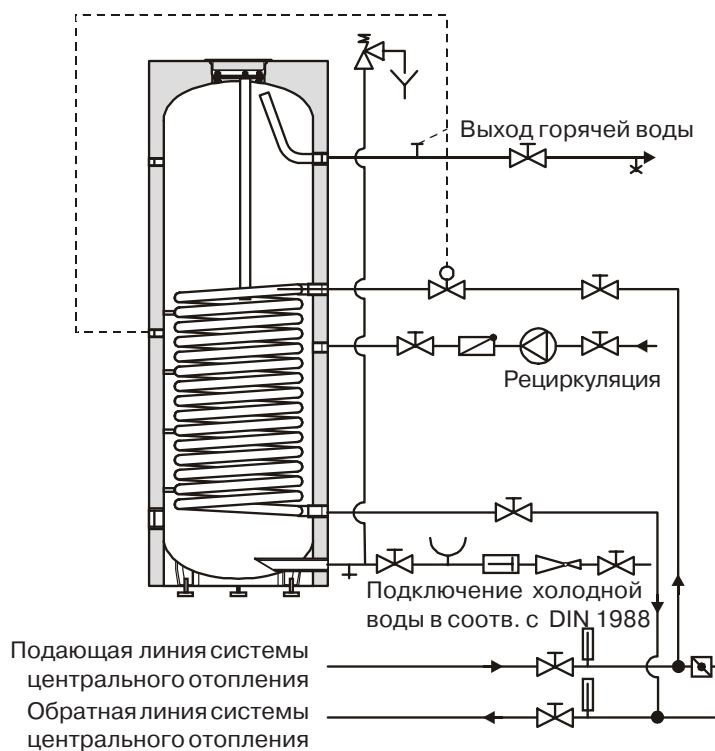 Выход горячей воды
Рециркуляция
Подключение холодной
воды в соотв. с DIN 1988
Подающая линия системы
центрального отопления
Обратная линия системы
центрального отопления